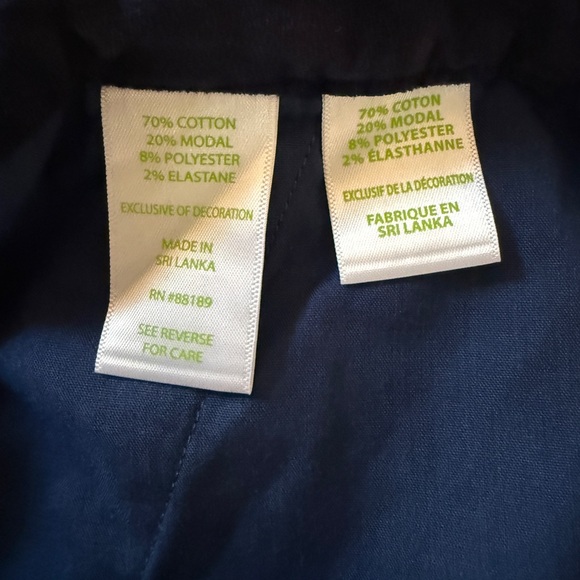 70% COTTON
20% MODAL
8% POLYESTER
2% ELASTANE
EXCLUSIVE OF DECORATION
MADE IN
SRI LANKA
RN #88189
SEE REVERSE
FOR CARE
70% COTON
20% MODAL
8% POLYESTER
2% ÉLASTHANNE
EXCLUSIF DE LA DÉCORATION
FABRIQUE EN
SRI LANKA